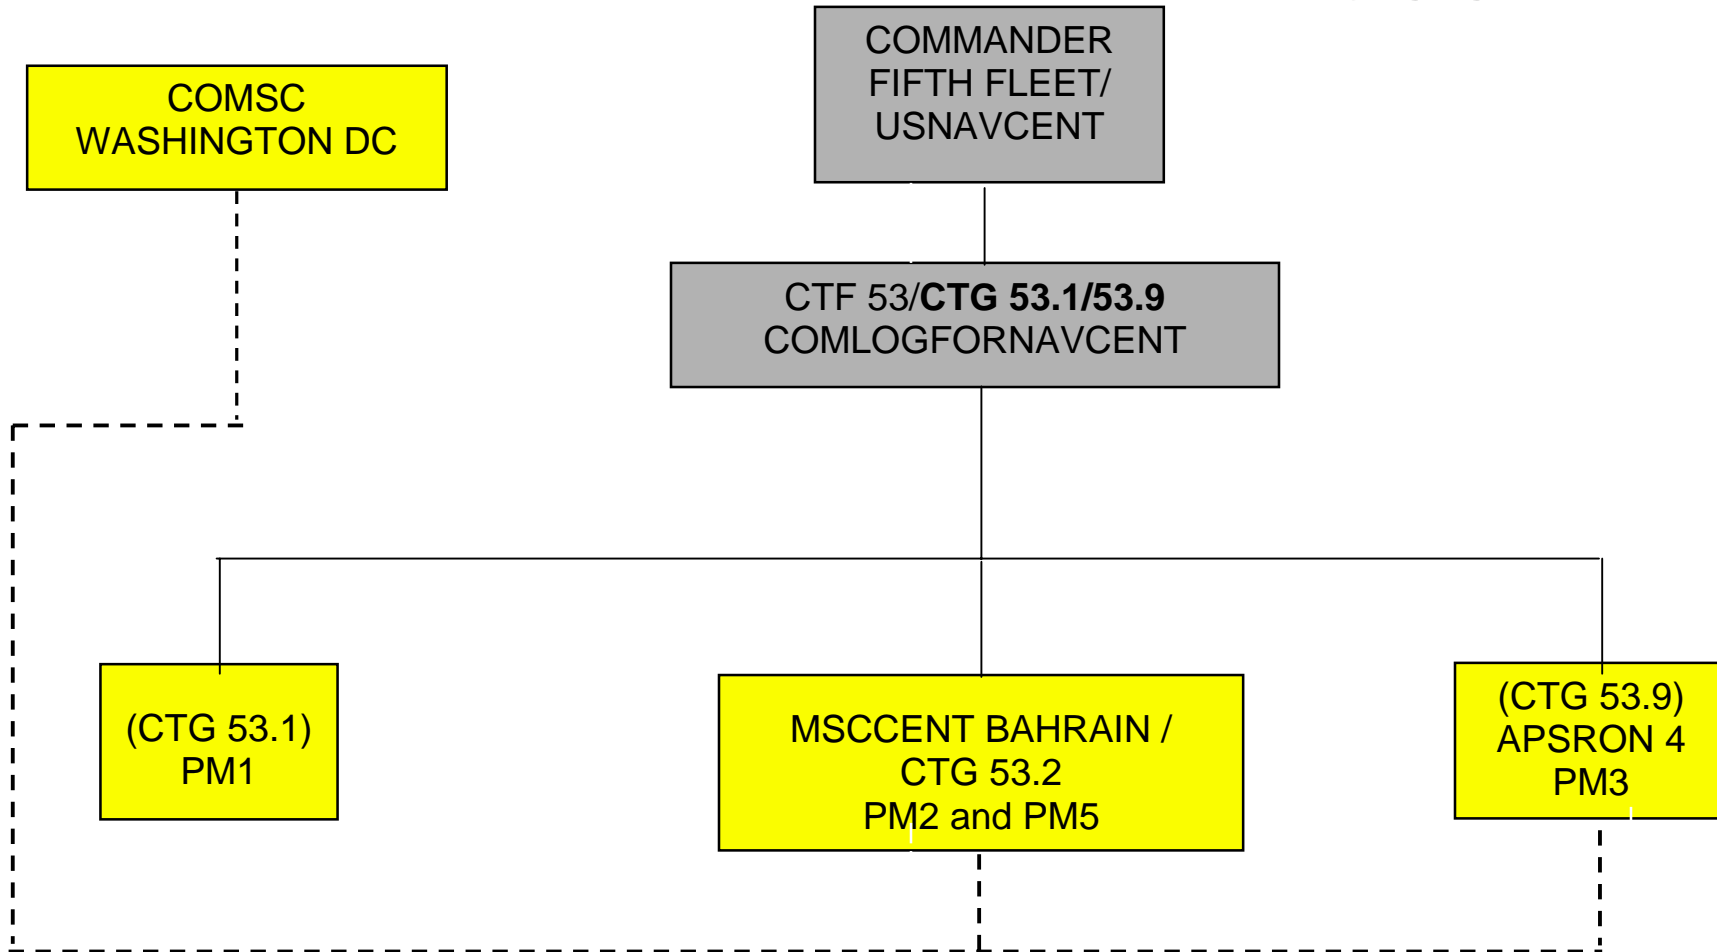 COMMANDER
FIFTH FLEET/
USNAVCENT
COMSC
WASHINGTON DC
CTF 53/CTG 53.1/53.9
COMLOGFORNAVCENT
(CTG 53.1)
PM1
MSCCENT BAHRAIN /
CTG 53.2
PM2 and PM5
(CTG 53.9)
APSRON 4
PM3